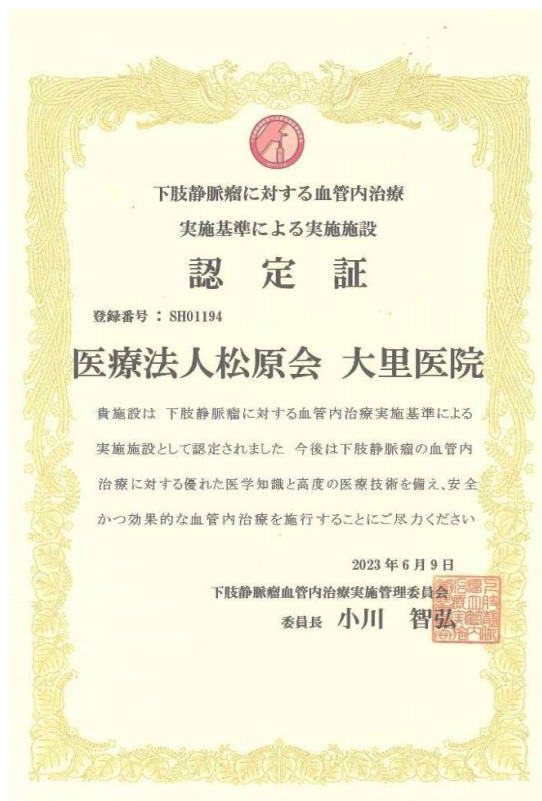 下肢静脈瘤に対する血管内治療
実施基準による実施施設
認定証
登録番号 : SH01194
医療法人松原会 大里医院
貴施設は 下肢静脈瘤に対する血管内治療実施基準による
実施施設として認定されました 今後は下肢静脈瘤の血管内
治療に対する優れた医学知識と高度の医療技術を備え、安全
かつ効果的な血管内治療を施行することにご尽力ください
2023年6月9日
下肢静脈瘤血管内治療実施管理委員会
委員長 小川 智弘